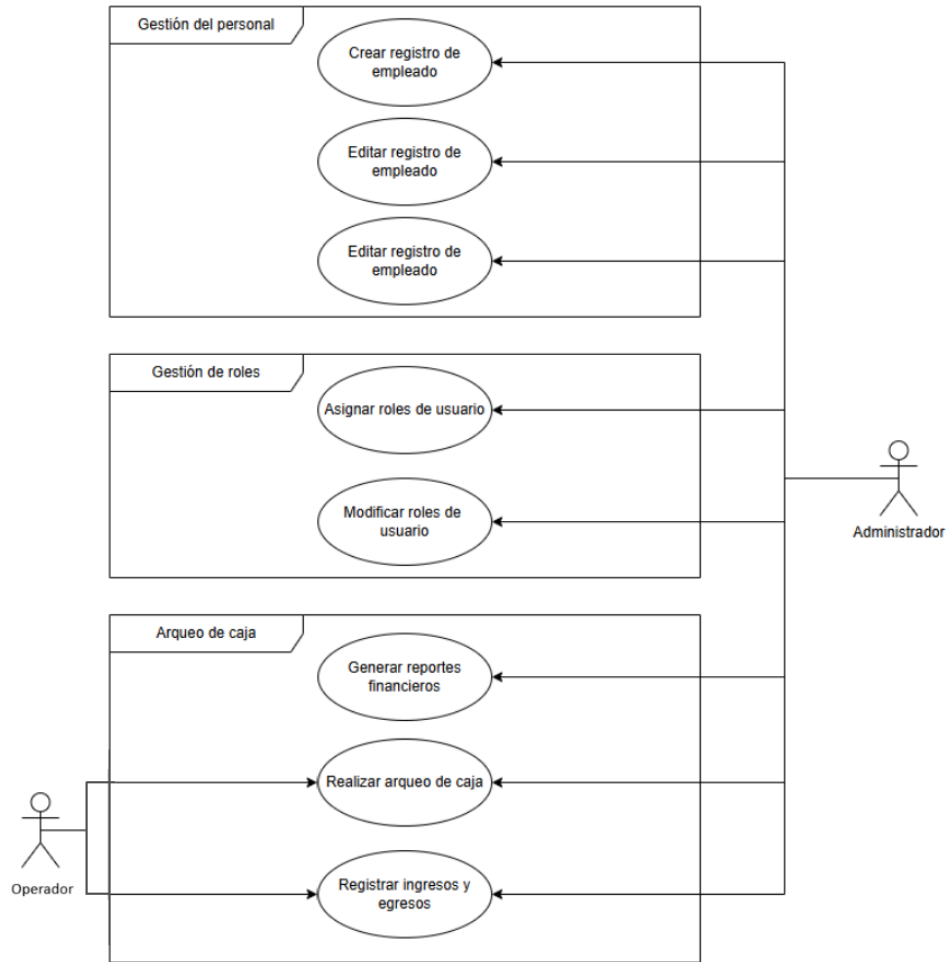 Gestión del personal
Crear registro de
empleado
Editar registro de
empleado
Editar registro de
empleado
Gestión de roles
Asignar roles de usuario
Modificar roles de
usuario
Administrador
Arqueo de caja
Generar reportes
financieros
Realizar arqueo de caja
Operador
Registrar ingresos y
egresos